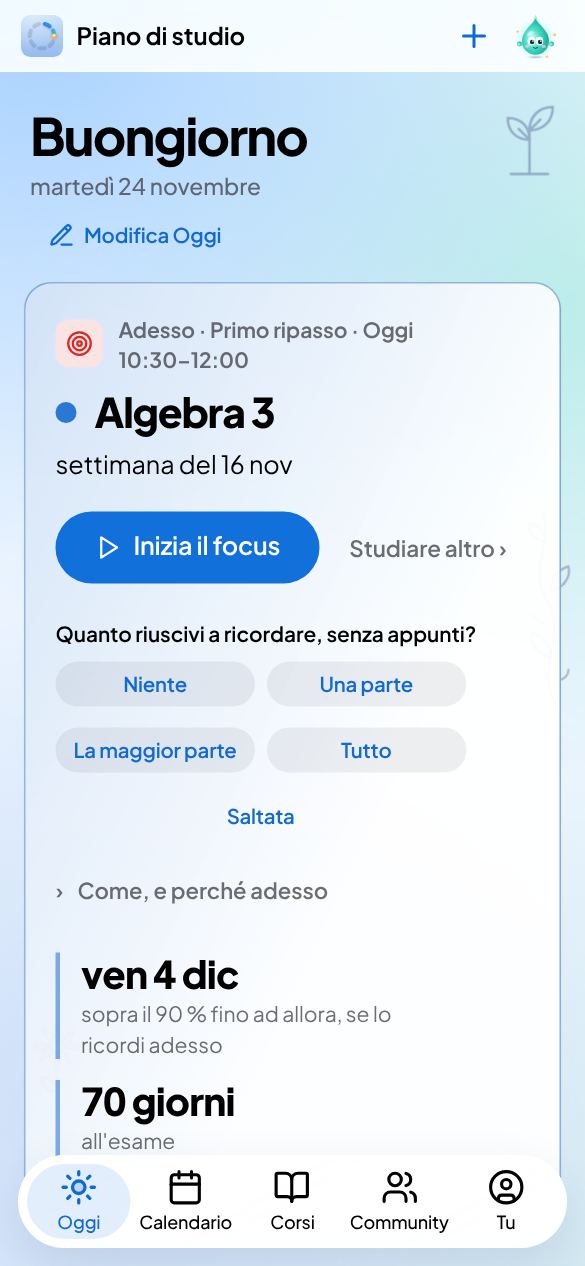 Piano di studio
Buongiorno
martedì 24 novembre
Modifica Oggi
Adesso · Primo ripasso · Oggi
10:30–12:00
Algebra 3
settimana del 16 nov
Inizia il focus
Studiare altro ›
Quanto riuscivi a ricordare, senza appunti?
Niente
Una parte
La maggior parte
Tutto
Saltata
› Come, e perché adesso
ven 4 dic
sopra il 90 % fino ad allora, se lo
ricordi adesso
70 giorni
all'esame
Oggi
Calendario
Corsi
Community
Tu